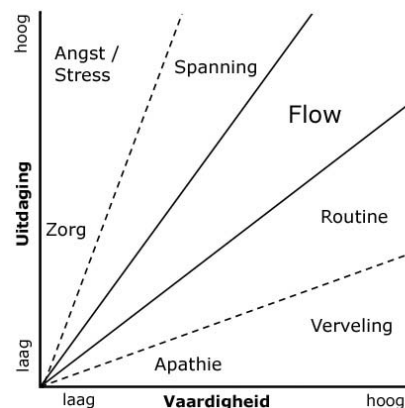 hoog
Angst /
Stress
Spanning
Flow
Uitdaging
Zorg
Routine
Verveling
laag
Apathie
laag
Vaardigheid
hoog